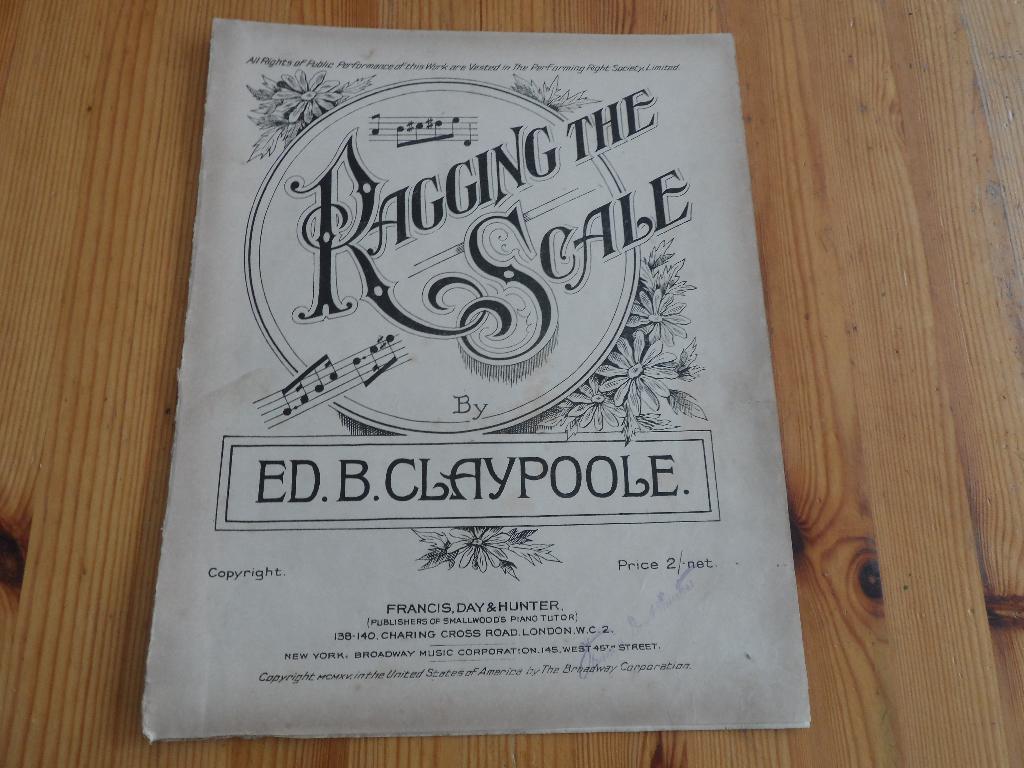 All Rights of Public Performance of this Work are Vested in The Performing Right Society, Limited.
RAGGING THE
SCALE
By
ED. B. CLAYPOOLE.
Copyright.
Price 2/- net.
FRANCIS, DAY & HUNTER,
(PUBLISHERS OF SMALLWOOD'S PIANO TUTOR)
138-140, CHARING CROSS ROAD, LONDON, W.C. 2.
NEW YORK: BROADWAY MUSIC CORPORATION, 145, WEST 45TH STREET.
Copyright MCMXV, in the United States of America by The Broadway Corporation.